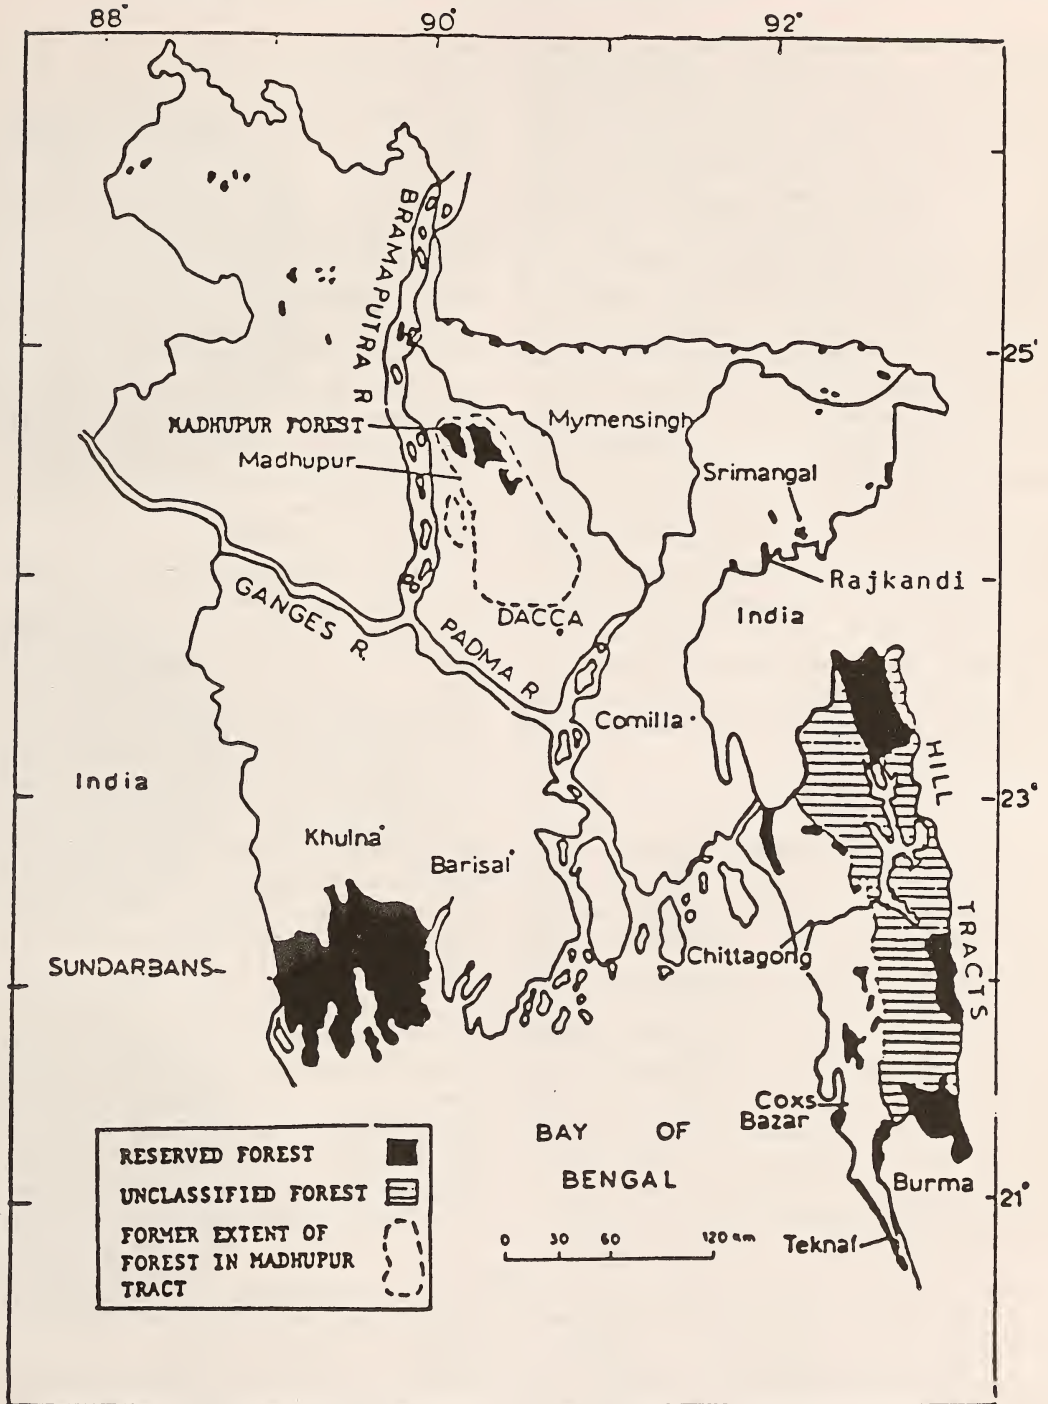 88°
90°
92°
BRAMAPUTRA R
25'
MADHUPUR FOREST
Mymensingh
Madhupur
Srimangal
Rajkandi
GANGES R.
DACCA
India
PADMA R
Comilla
HILL
India
23°
Khulna
Barisal
TRACTS
SUNDARBANS
Chittagong
Coxs
Bazar
BAY OF
BENGAL
RESERVED FOREST
UNCLASSIFIED FOREST
Burma
21°
FORMER EXTENT OF
FOREST IN MADHUPUR
TRACT
0 30 60 120 km
Teknaf